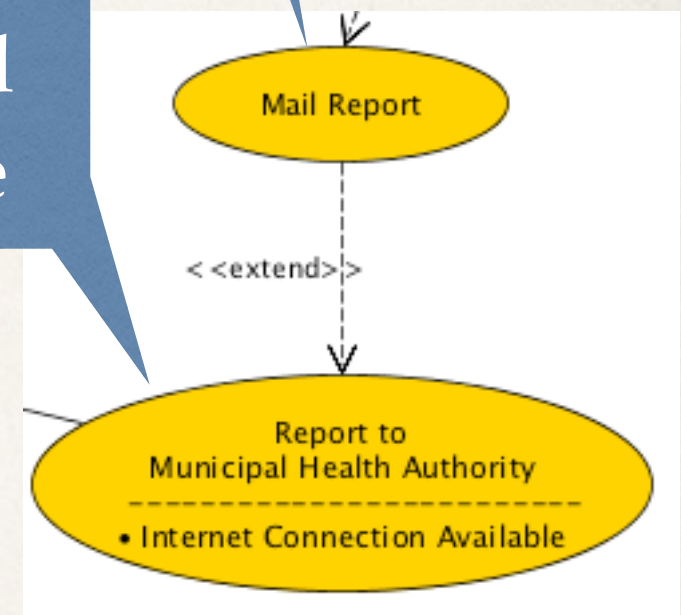 Mail Report
< <extend> >
Report to
Municipal Health Authority
• Internet Connection Available